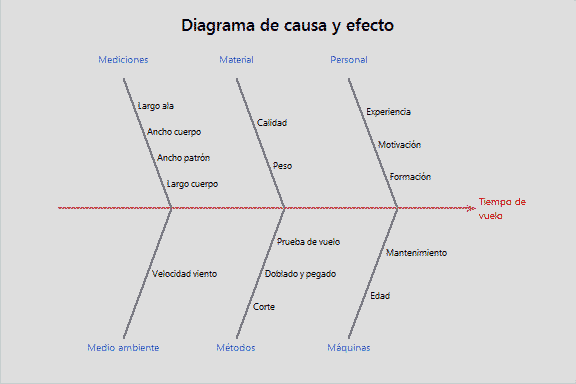 Diagrama de causa y efecto
Mediciones
Material
Personal
Largo ala
Ancho cuerpo
Ancho patrón
Largo cuerpo
Calidad
Peso
Experiencia
Motivación
Formación
Tiempo de
vuelo
Velocidad viento
Prueba de vuelo
Doblado y pegado
Corte
Mantenimiento
Edad
Medio ambiente
Métodos
Máquinas